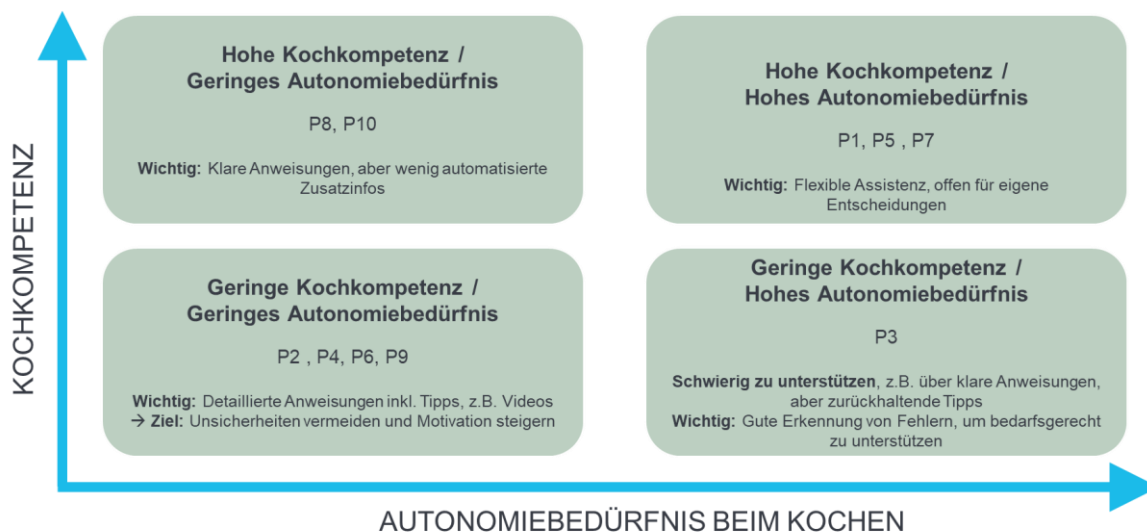 KOCHKOMPETENZ
Hohe Kochkompetenz /
Geringes Autonomiebedürfnis
P8, P10
Wichtig: Klare Anweisungen, aber wenig automatisierte
Zusatzinfos
Hohe Kochkompetenz /
Hohes Autonomiebedürfnis
P1, P5 , P7
Wichtig: Flexible Assistenz, offen für eigene
Entscheidungen
Geringe Kochkompetenz /
Geringes Autonomiebedürfnis
P2 , P4, P6, P9
Wichtig: Detaillierte Anweisungen inkl. Tipps, z.B. Videos
→ Ziel: Unsicherheiten vermeiden und Motivation steigern
Geringe Kochkompetenz /
Hohes Autonomiebedürfnis
P3
Schwierig zu unterstützen, z.B. über klare Anweisungen,
aber zurückhaltende Tipps
Wichtig: Gute Erkennung von Fehlern, um bedarfsgerecht
zu unterstützen
AUTONOMIEBEDÜRFNIS BEIM KOCHEN